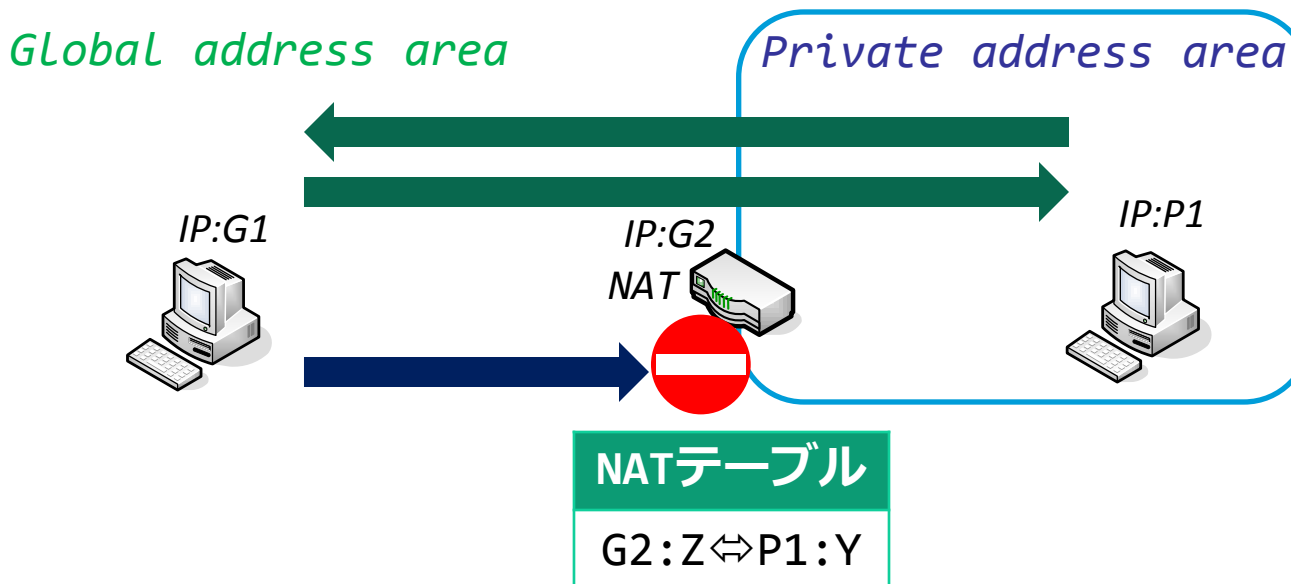 Global address area
Private address area
IP:G1
IP:G2
NAT
IP:P1
NATテーブル
G2:Z⇔P1:Y